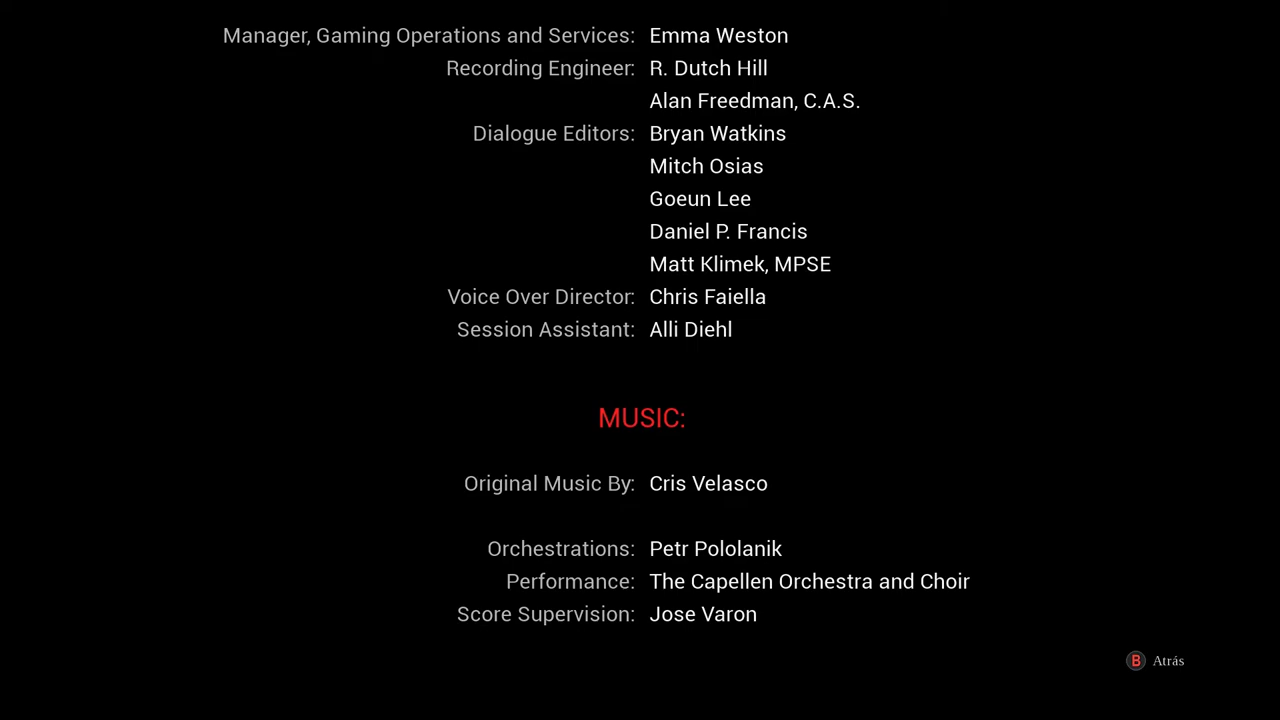 Manager, Gaming Operations and Services: Emma Weston
Recording Engineer: R. Dutch Hill
Alan Freedman, C.A.S.
Dialogue Editors: Bryan Watkins
Mitch Osias
Goeun Lee
Daniel P. Francis
Matt Klimek, MPSE
Voice Over Director: Chris Faiella
Session Assistant: Alli Diehl
MUSIC:
Original Music By: Cris Velasco
Orchestrations: Petr Pololanik
Performance: The Capellen Orchestra and Choir
Score Supervision: Jose Varon
B Atrás